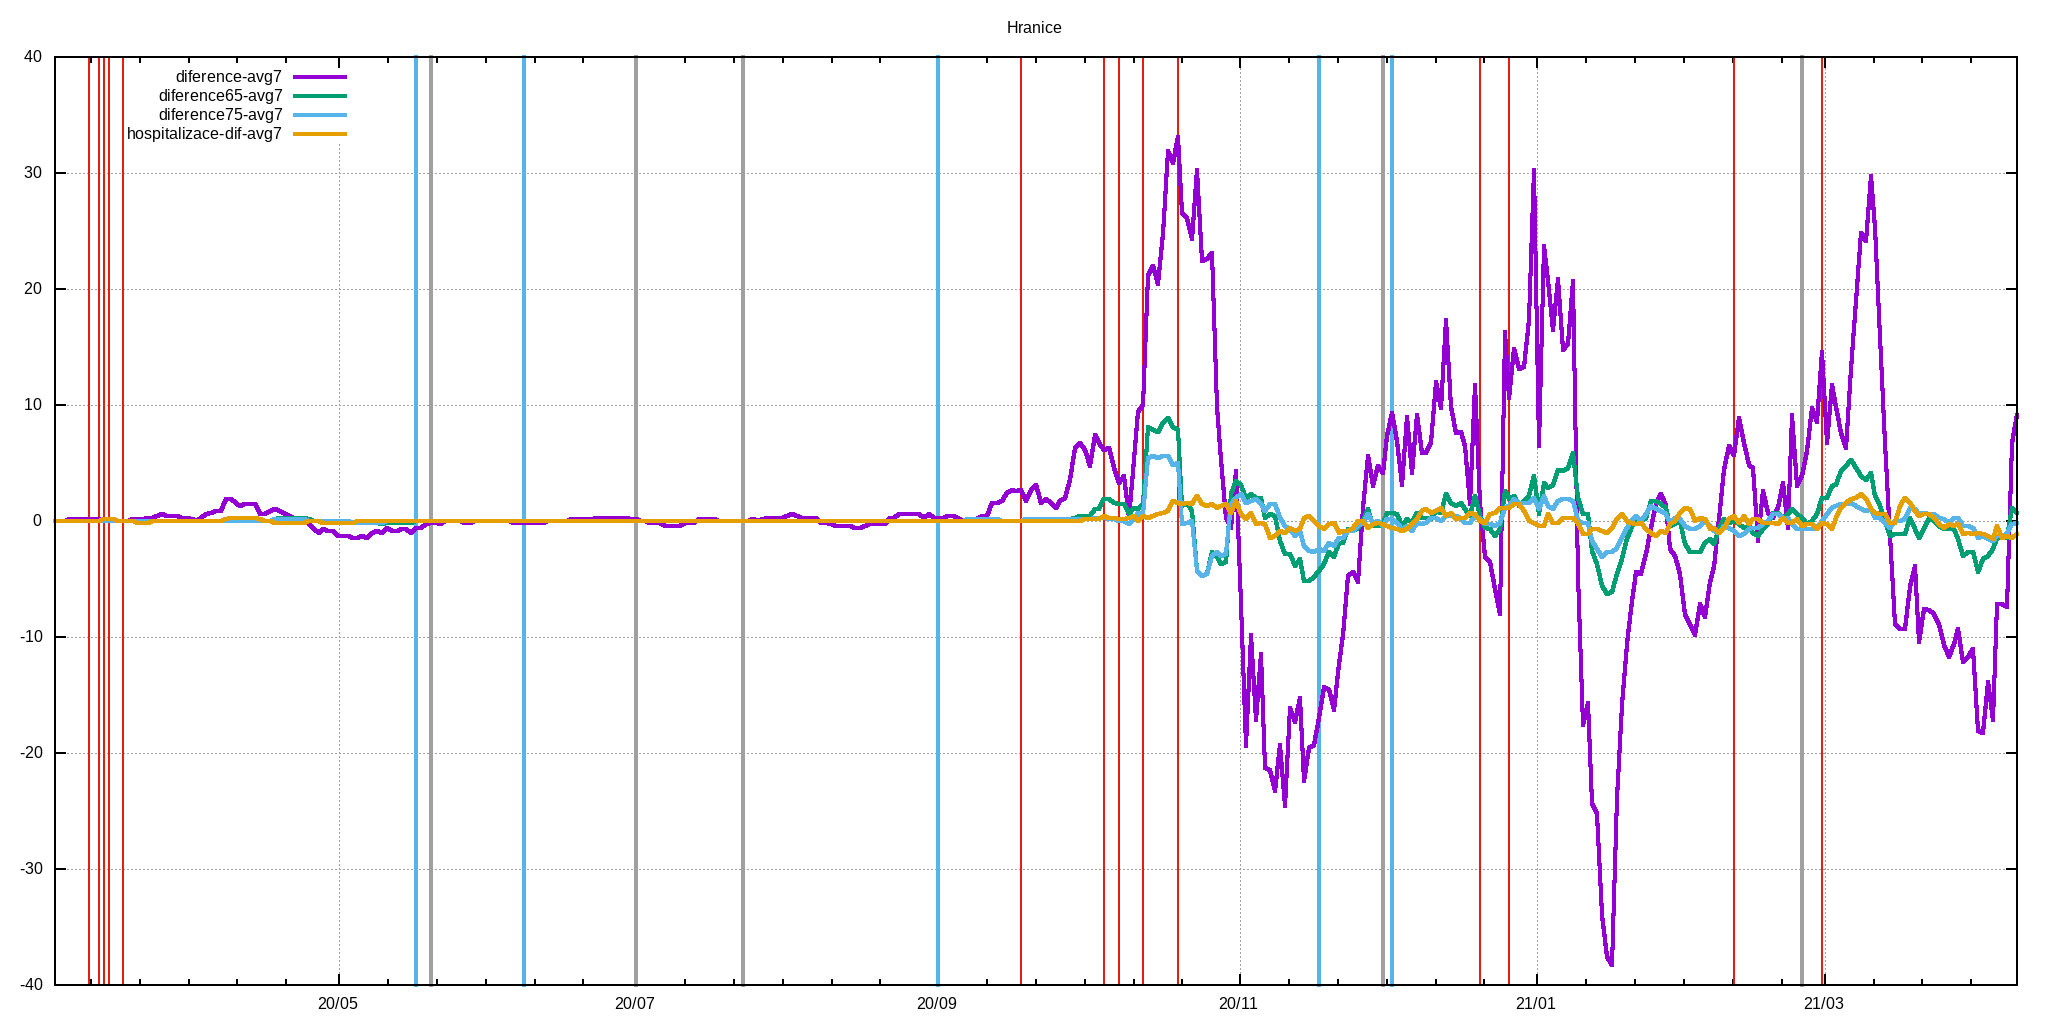 Hranice
diference-avg7
diference65-avg7
diference75-avg7
hospitalizace-dif-avg7
40
30
20
10
0
-10
-20
-30
-40
20/05 20/07 20/09 20/11 21/01 21/03